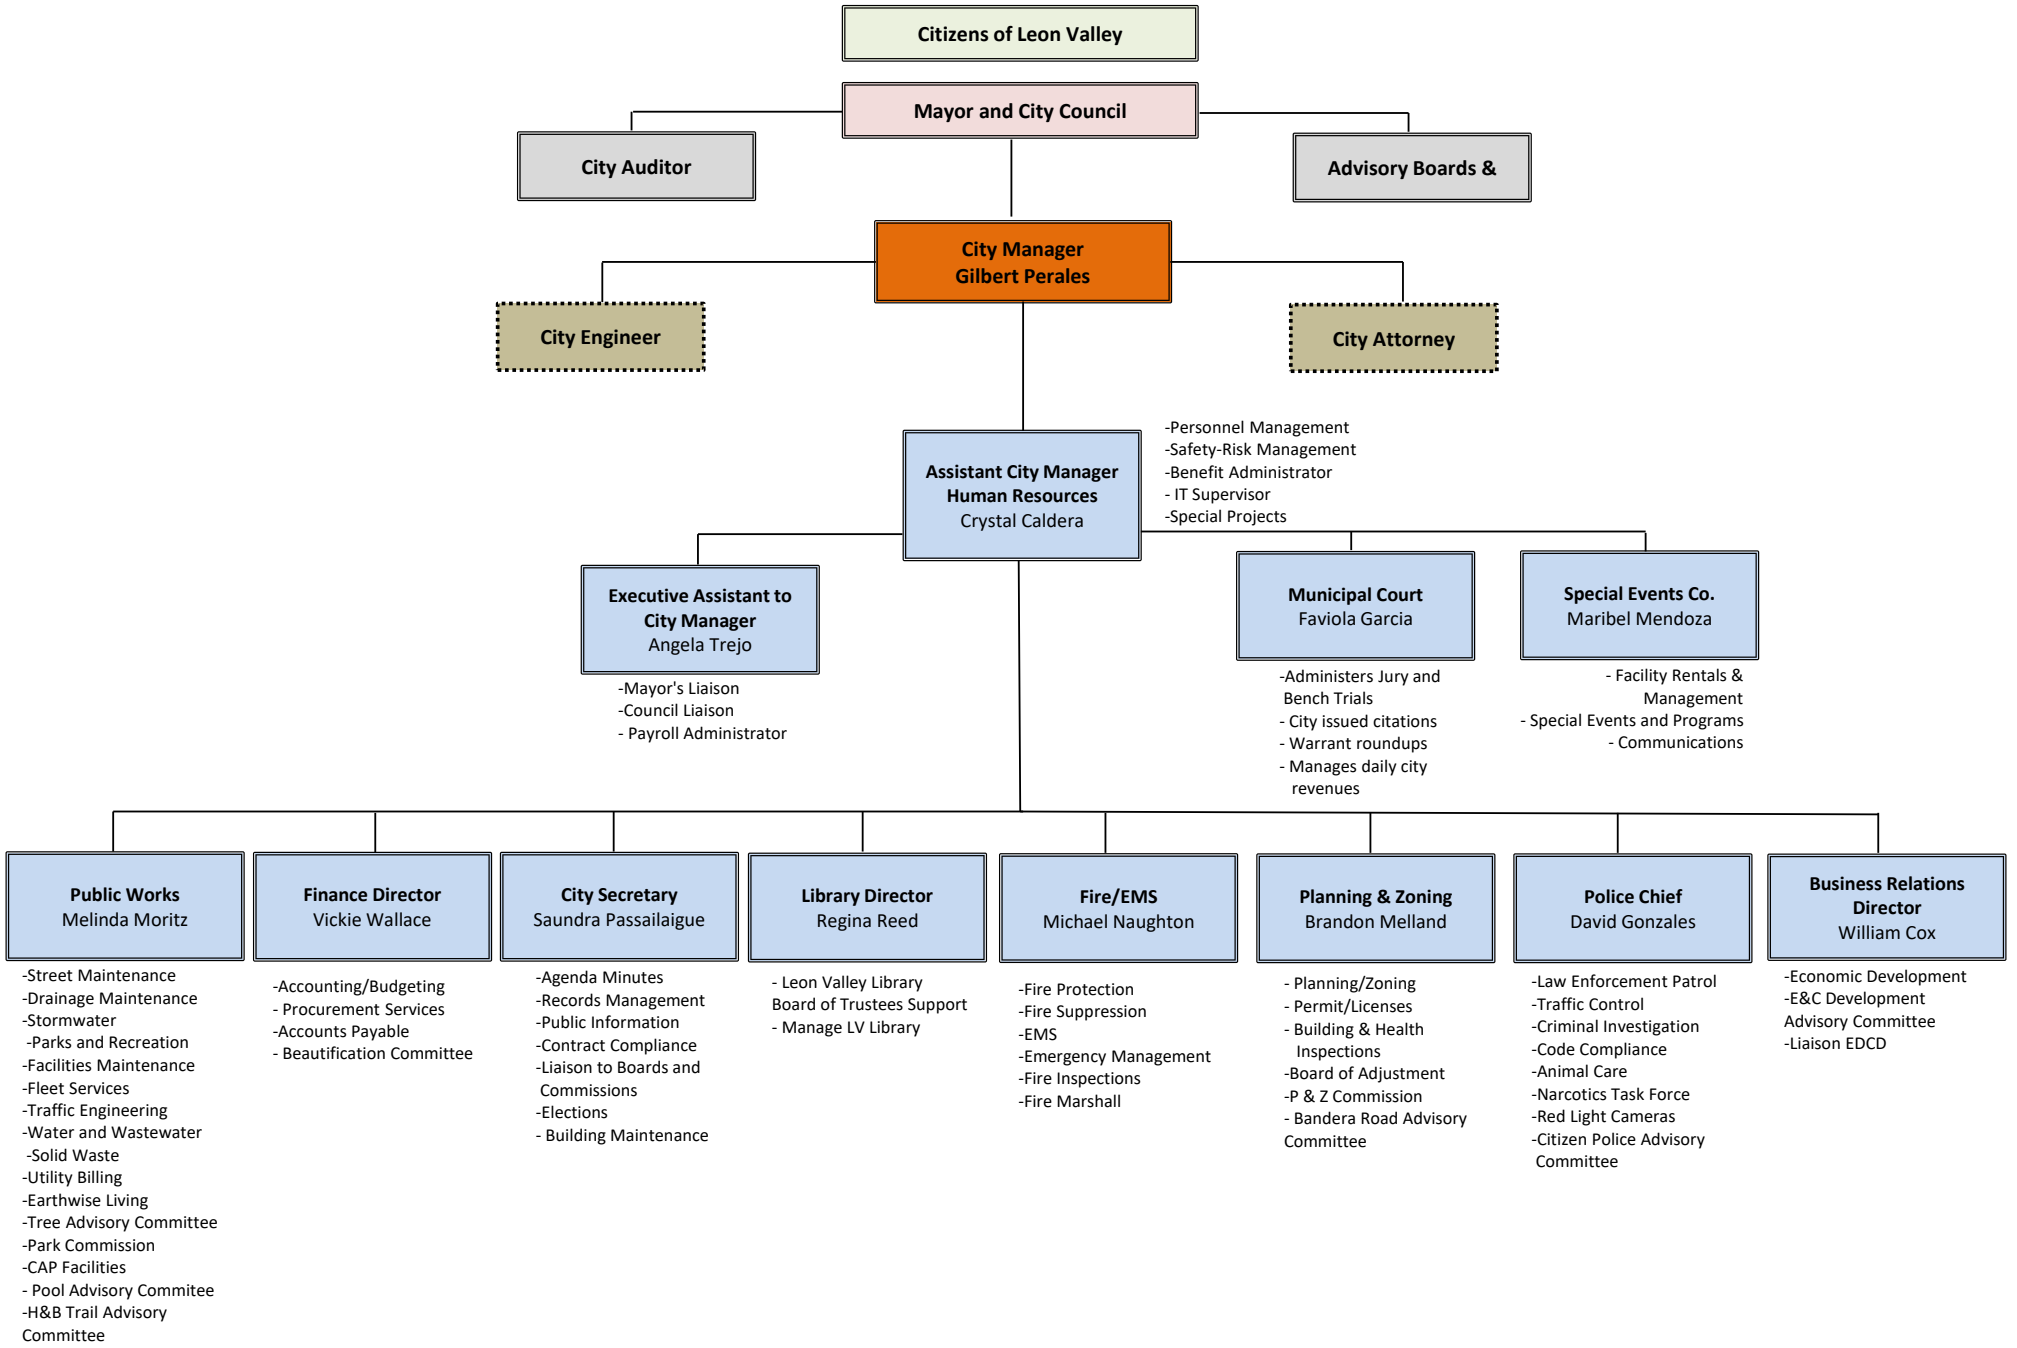 Citizens of Leon Valley
Mayor and City Council
City Auditor
Advisory Boards &
City Manager
Gilbert Perales
City Engineer
City Attorney
Assistant City Manager
Human Resources
Crystal Caldera
-Personnel Management
-Safety-Risk Management
-Benefit Administrator
- IT Supervisor
-Special Projects
Executive Assistant to
City Manager
Angela Trejo
-Mayor's Liaison
-Council Liaison
- Payroll Administrator
Municipal Court
Faviola Garcia
-Administers Jury and
Bench Trials
- City issued citations
- Warrant roundups
- Manages daily city
revenues
Special Events Co.
Maribel Mendoza
- Facility Rentals &
Management
- Special Events and Programs
- Communications
Public Works
Melinda Moritz
-Street Maintenance
-Drainage Maintenance
-Stormwater
-Parks and Recreation
-Facilities Maintenance
-Fleet Services
-Traffic Engineering
-Water and Wastewater
-Solid Waste
-Utility Billing
-Earthwise Living
-Tree Advisory Committee
-Park Commission
-CAP Facilities
- Pool Advisory Commitee
-H&B Trail Advisory
Committee
Finance Director
Vickie Wallace
-Accounting/Budgeting
- Procurement Services
-Accounts Payable
- Beautification Committee
City Secretary
Saundra Passailaigue
-Agenda Minutes
-Records Management
-Public Information
-Contract Compliance
-Liaison to Boards and
Commissions
-Elections
- Building Maintenance
Library Director
Regina Reed
- Leon Valley Library
Board of Trustees Support
- Manage LV Library
Fire/EMS
Michael Naughton
-Fire Protection
-Fire Suppression
-EMS
-Emergency Management
-Fire Inspections
-Fire Marshall
Planning & Zoning
Brandon Melland
- Planning/Zoning
- Permit/Licenses
- Building & Health
Inspections
-Board of Adjustment
-P & Z Commission
- Bandera Road Advisory
Committee
Police Chief
David Gonzales
-Law Enforcement Patrol
-Traffic Control
-Criminal Investigation
-Code Compliance
-Animal Care
-Narcotics Task Force
-Red Light Cameras
-Citizen Police Advisory
Committee
Business Relations
Director
William Cox
-Economic Development
-E&C Development
Advisory Committee
-Liaison EDCD